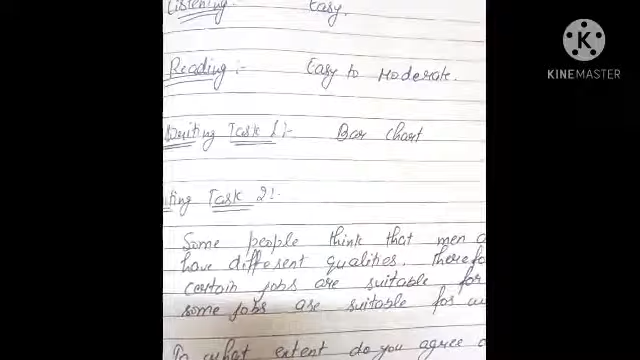 Listening:- Easy.
Reading:- Easy to Moderate.
Writing Task 1:- Bar Chart
Task 2:-
Some people think that men
have different qualities.
certain jobs are suitable for
some jobs are suitable for
To what extent do you agree
KINEMASTER